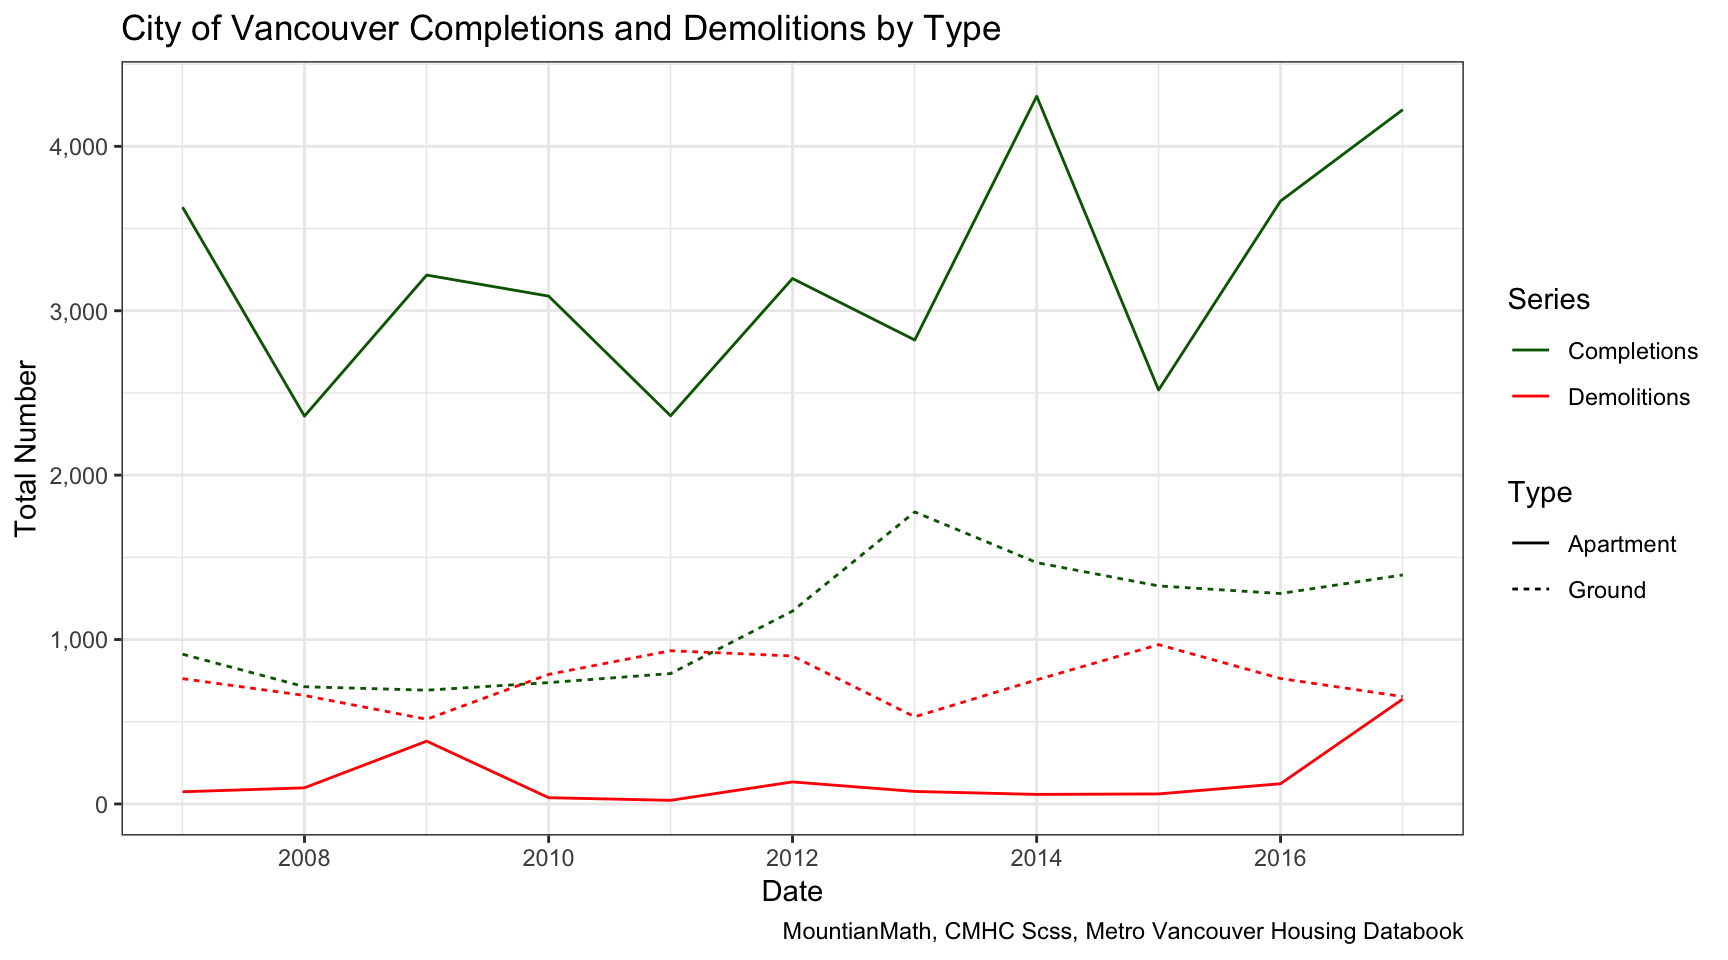 City of Vancouver Completions and Demolitions by Type
Total Number
4,000
3,000
2,000
1,000
0
2008
2010
2012
2014
2016
Date
Series
Completions
Demolitions
Type
Apartment
Ground
MountianMath, CMHC Scss, Metro Vancouver Housing Databook